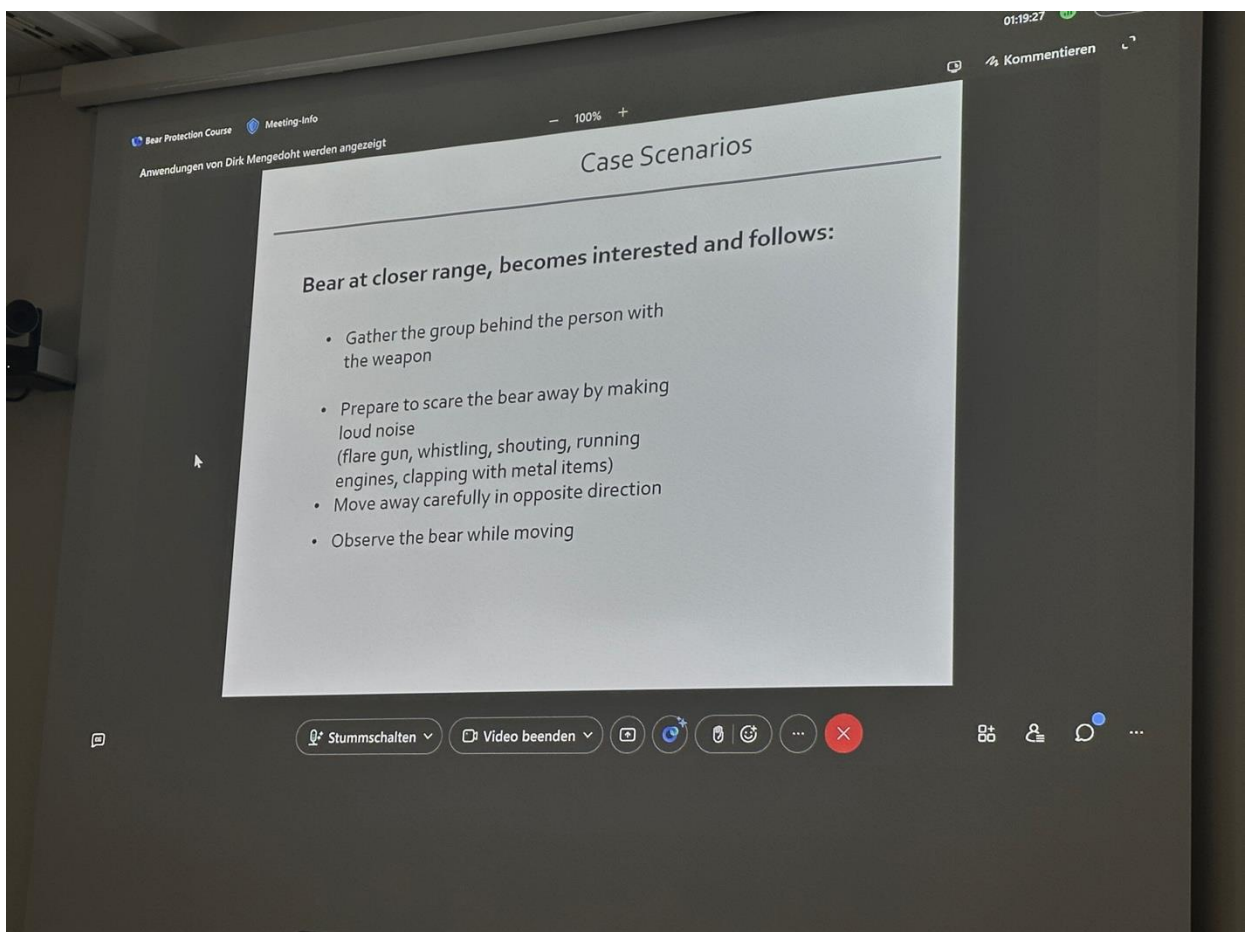 01:19:27
Kommentieren
Bear Protection Course Meeting-Info
100%
Anwendungen von Dirk Mengedoht werden angezeigt
Case Scenarios
Bear at closer range, becomes interested and follows:
• Gather the group behind the person with
the weapon
• Prepare to scare the bear away by making
loud noise
(flare gun, whistling, shouting, running
engines, clapping with metal items)
• Move away carefully in opposite direction
• Observe the bear while moving
Stummschalten Video beenden